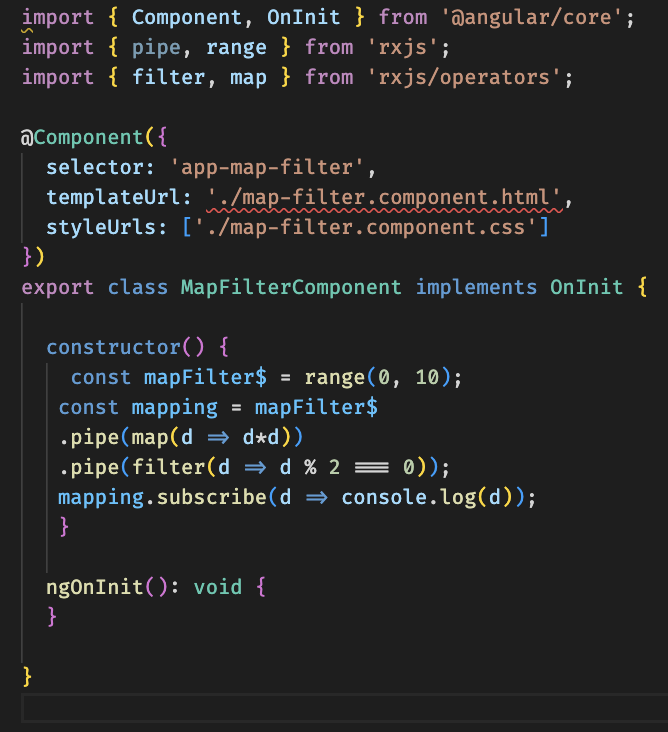 import { Component, OnInit } from '@angular/core';
import { pipe, range } from 'rxjs';
import { filter, map } from 'rxjs/operators';

@Component({
  selector: 'app-map-filter',
  templateUrl: './map-filter.component.html',
  styleUrls: ['./map-filter.component.css']
})
export class MapFilterComponent implements OnInit {

  constructor() {
    const mapFilter$ = range(0, 10);
   const mapping = mapFilter$
   .pipe(map(d => d*d))
   .pipe(filter(d => d % 2 === 0));
   mapping.subscribe(d => console.log(d));
   }

  ngOnInit(): void {
  }

}